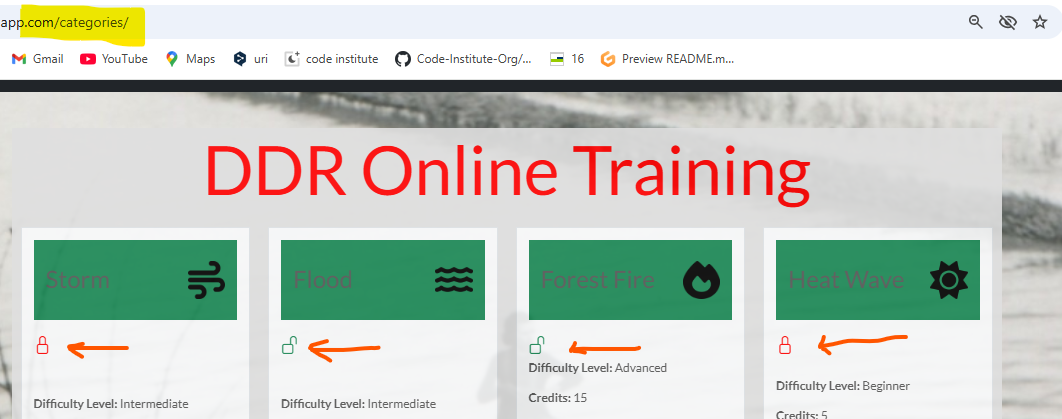 app.com/categories/
Gmail YouTube Maps uri code institute Code-Institute-Org/... 16 Preview README.m...
DDR Online Training
Storm Flood Forest Fire Heat Wave
Difficulty Level: Advanced
Difficulty Level: Beginner
Credits: 15
Difficulty Level: Intermediate
Difficulty Level: Intermediate
Credits: 5